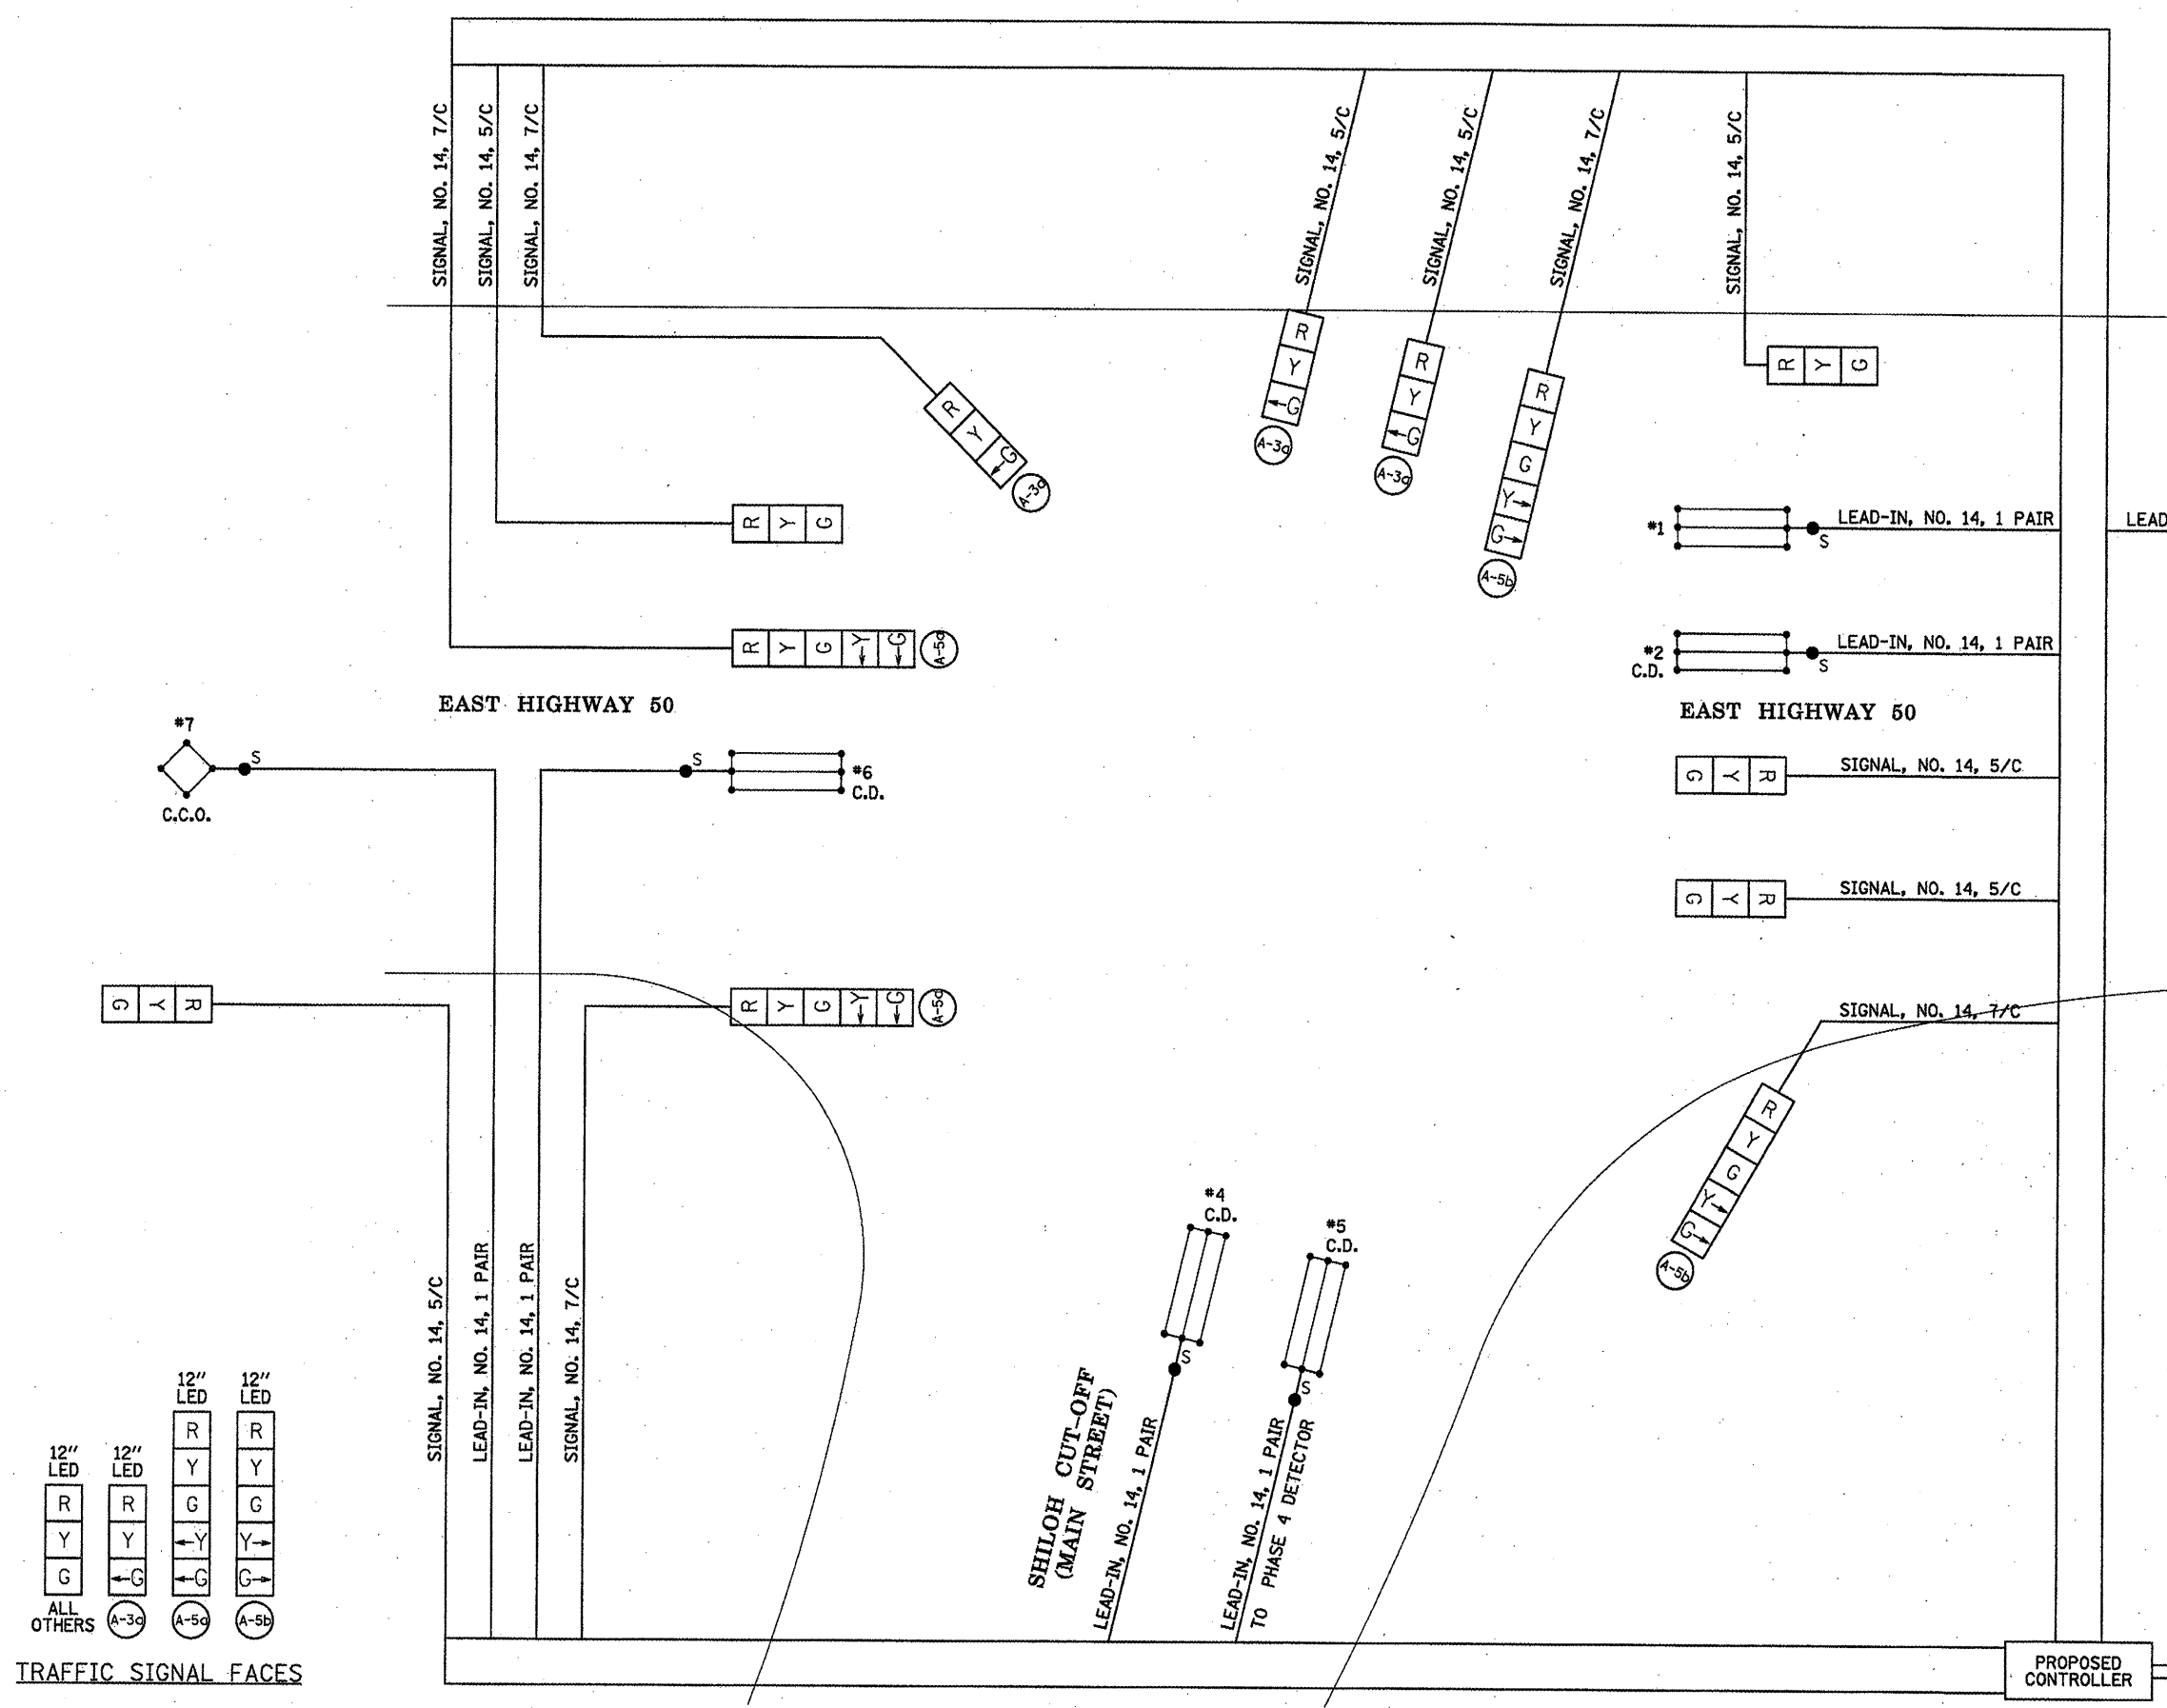 SIGNAL, NO. 14, 7/C
SIGNAL, NO. 14, 5/C
SIGNAL, NO. 14, 7/C
SIGNAL, NO. 14, 5/C
SIGNAL, NO. 14, 5/C
SIGNAL, NO. 14, 7/C
SIGNAL, NO. 14, 5/C
R Y G
A-3a
R Y G
A-3a
R Y G
A-3a
R Y G Y G
A-5b
R Y G
R Y G
R Y G Y G
A-5a
#1
S
LEAD-IN, NO. 14, 1 PAIR
LEAD
#2
C.D.
S
LEAD-IN, NO. 14, 1 PAIR
EAST HIGHWAY 50
EAST HIGHWAY 50
#7
S
C.C.O.
S
#6
C.D.
R Y G
SIGNAL, NO. 14, 5/C
R Y G
SIGNAL, NO. 14, 5/C
R Y G
R Y G Y G
A-5a
SIGNAL, NO. 14, 7/C
R Y G Y G
A-5b
#4
C.D.
S
#5
C.D.
S
SIGNAL, NO. 14, 5/C
LEAD-IN, NO. 14, 1 PAIR
LEAD-IN, NO. 14, 1 PAIR
SIGNAL, NO. 14, 7/C
SHILOH CUT-OFF
(MAIN STREET)
LEAD-IN, NO. 14, 1 PAIR
LEAD-IN, NO. 14, 1 PAIR
TO PHASE 4 DETECTOR
12"
LED
R
Y
G
ALL
OTHERS
12"
LED
R
Y
G
A-3a
12"
LED
R
Y
G
Y
G
A-5a
12"
LED
R
Y
G
Y
G
A-5b
TRAFFIC SIGNAL FACES
PROPOSED
CONTROLLER